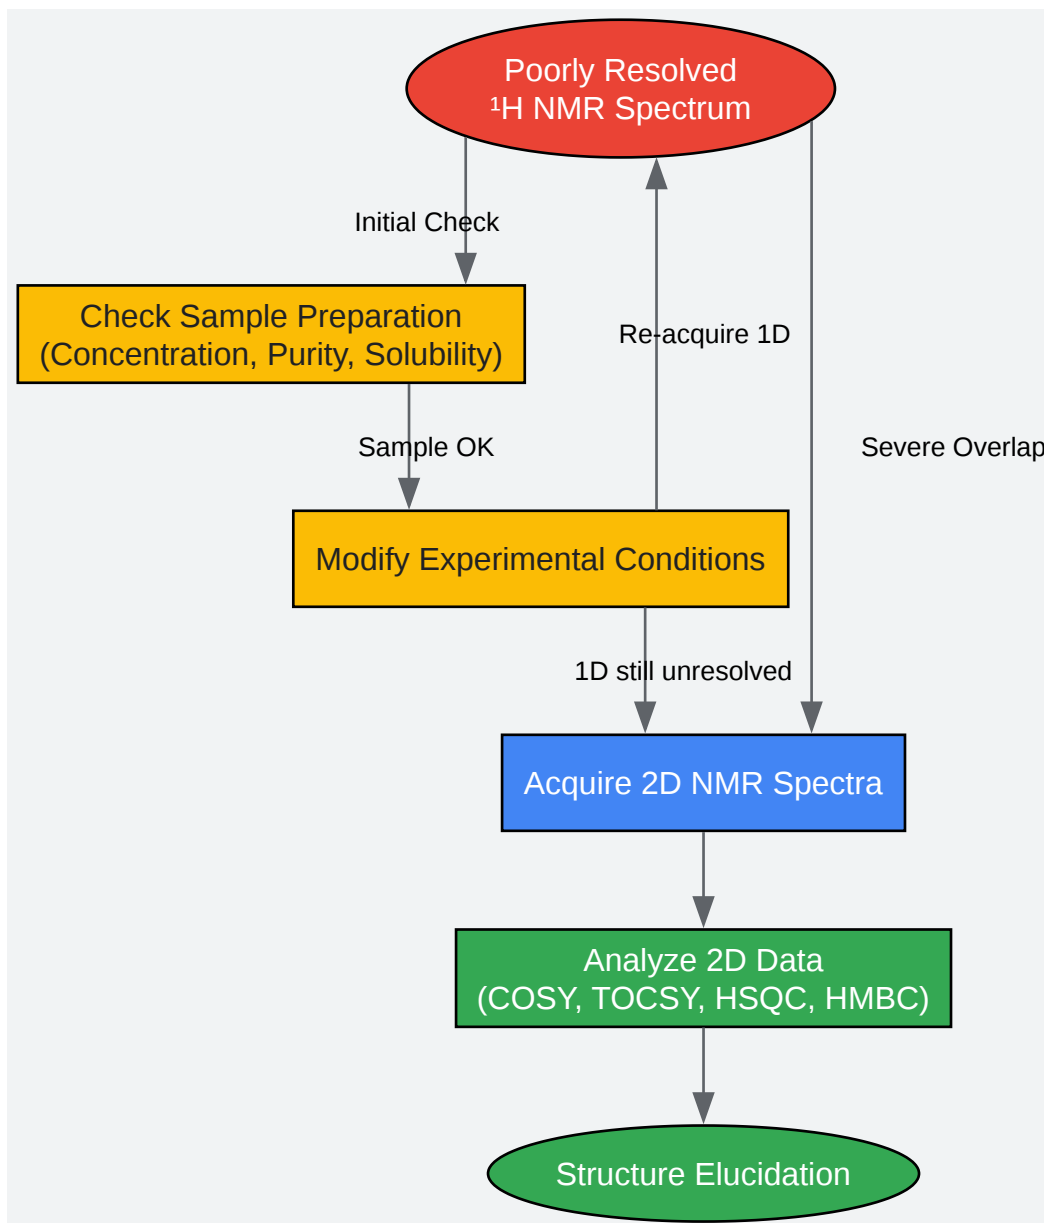 Poorly Resolved
¹H NMR Spectrum
Initial Check
Check Sample Preparation
(Concentration, Purity, Solubility)
Re-acquire 1D
Sample OK
Severe Overlap
Modify Experimental Conditions
1D still unresolved
Acquire 2D NMR Spectra
Analyze 2D Data
(COSY, TOCSY, HSQC, HMBC)
Structure Elucidation